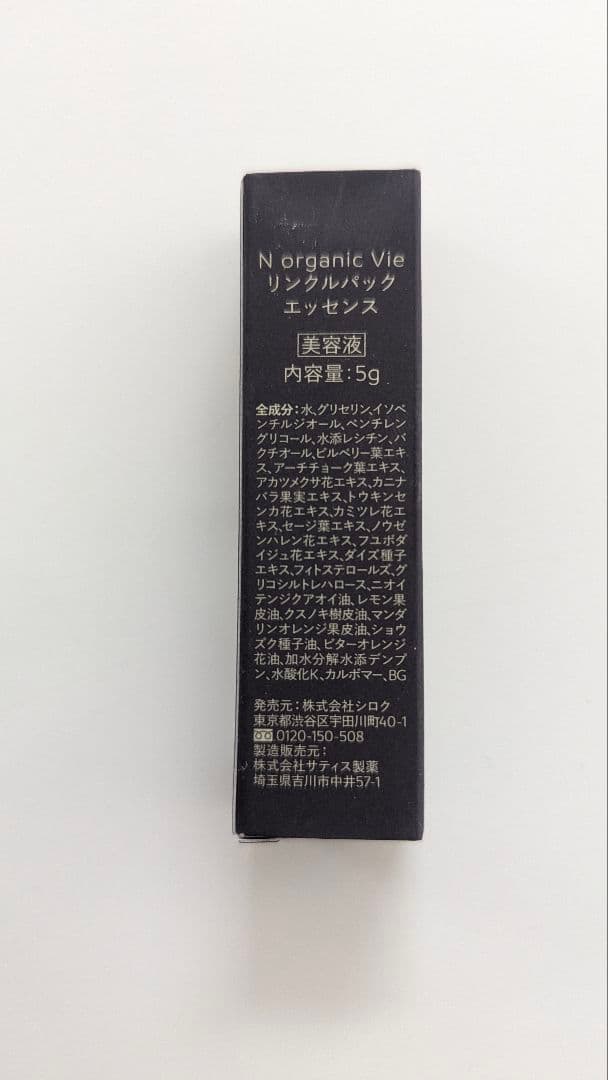 N organic Vie
リンクルパック
エッセンス
美容液
内容量：5g
全成分：水、グリセリン、イソペ
ンチルジオール、ペンチレン
グリコール、水添レシチン、バ
クチオール、ビルベリー葉エキ
ス、アーチチョーク葉エキス、
アカツメクサ花エキス、カニナ
バラ果実エキス、トウキンセ
ンカ花エキス、カミツレ花エ
キス、セージ葉エキス、ノウゼ
ンハレン花エキス、フユボダ
イジュ花エキス、ダイズ種子
エキス、フィトステロールズ、グ
リコシルトレハロース、ニオイ
テンジクアオイ油、レモン果
皮油、クスノキ樹皮油、マンダ
リンオレンジ果皮油、ショウ
ズク種子油、ビターオレンジ
花油、加水分解水添デンプ
ン、水酸化K、カルボマー、BG
発売元：株式会社シロク
東京都渋谷区宇田川町40-1
0120-150-508
製造販売元：
株式会社サティス製薬
埼玉県吉川市中井57-1